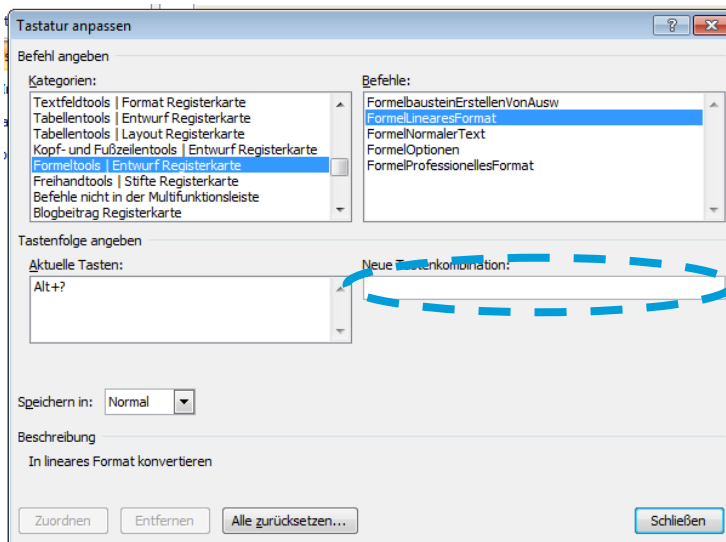 Tastatur anpassen
Befehl angeben
Kategorien:
Textfeldtools | Format Registerkarte
Tabellentools | Entwurf Registerkarte
Tabellentools | Layout Registerkarte
Kopf- und Fußzeilentools | Entwurf Registerkarte
Formeltools | Entwurf Registerkarte
Freihandtools | Stifte Registerkarte
Befehle nicht in der Multifunktionsleiste
Blogbeitrag Registerkarte
Befehle:
FormelbausteinErstellenVonAusw
FormelLinearesFormat
FormelNormalerText
FormelOptionen
FormelProfessionellesFormat
Tastenfolge angeben
Aktuelle Tasten:
Alt+?
Neue Tastenkombination:
Speichern in: Normal
Beschreibung
In lineares Format konvertieren
Zuordnen Entfernen Alle zurücksetzen... Schließen